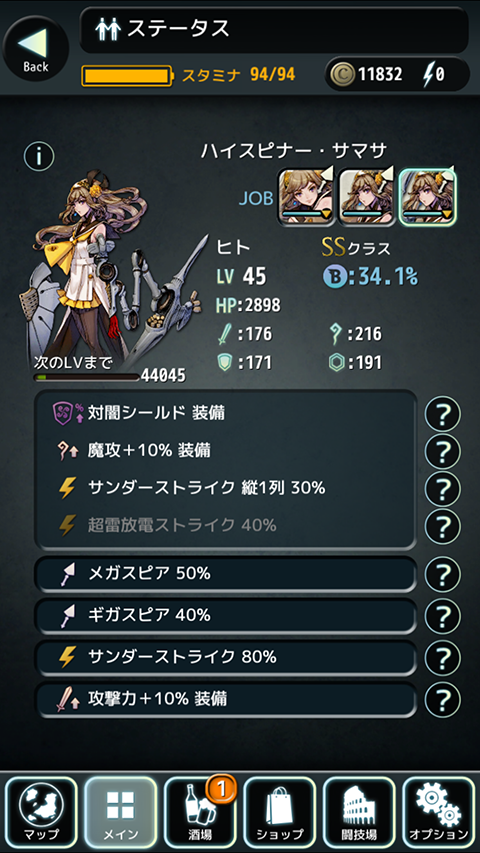 Back
ステータス
スタミナ 94/94
C 11832 0
i
ハイスピナー・サマサ
JOB
ヒト SSクラス
LV 45 B:34.1%
HP:2898
:176 :216
:171 :191
次のLVまで
44045
対闇シールド 装備 ?
魔攻+10% 装備 ?
サンダーストライク 縦1列 30% ?
超雷放電ストライク 40% ?
メガスピア 50% ?
ギガスピア 40% ?
サンダーストライク 80% ?
攻撃力+10% 装備 ?
1
マップ メイン 酒場 ショップ 闘技場 オプション